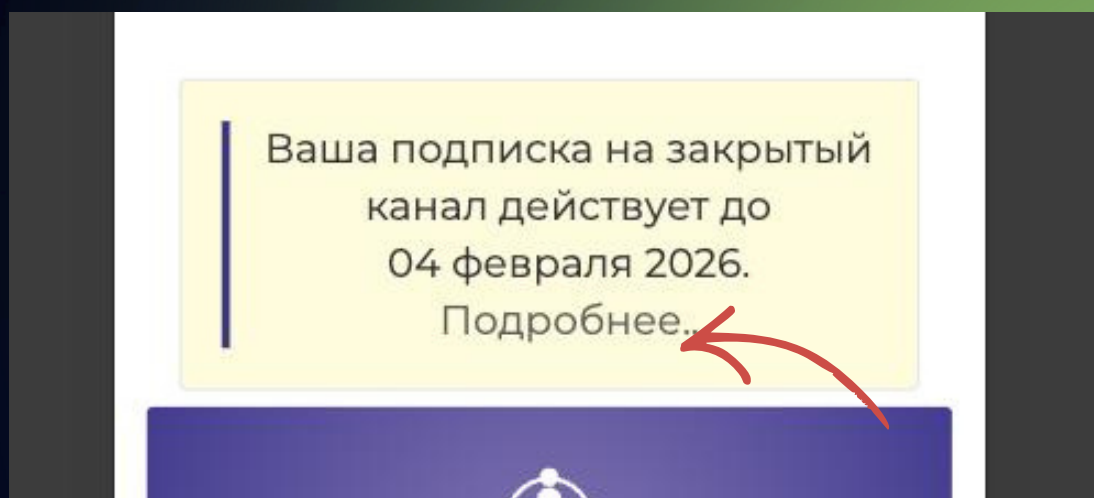 Ваша подписка на закрытый
канал действует до
04 февраля 2026.
Подробнее..